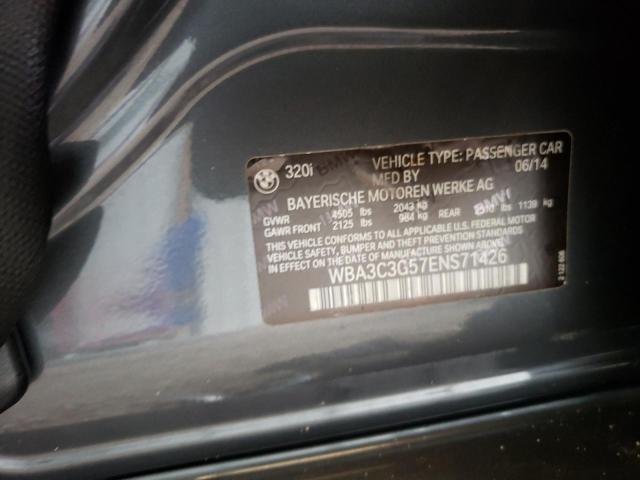 320i VEHICLE TYPE: PASSENGER CAR
MFD BY 06/14
BAYERISCHE MOTOREN WERKE AG
GVWR 4505 lbs 2043 kg
GAWR FRONT 2125 lbs 984 kg REAR lbs 1139 kg
THIS VEHICLE CONFORMS TO ALL APPLICABLE U.S. FEDERAL MOTOR
VEHICLE SAFETY, BUMPER, AND THEFT PREVENTION STANDARDS IN
EFFECT ON THE DATE OF MANUFACTURE SHOWN ABOVE.
WBA3C3G57ENS71426